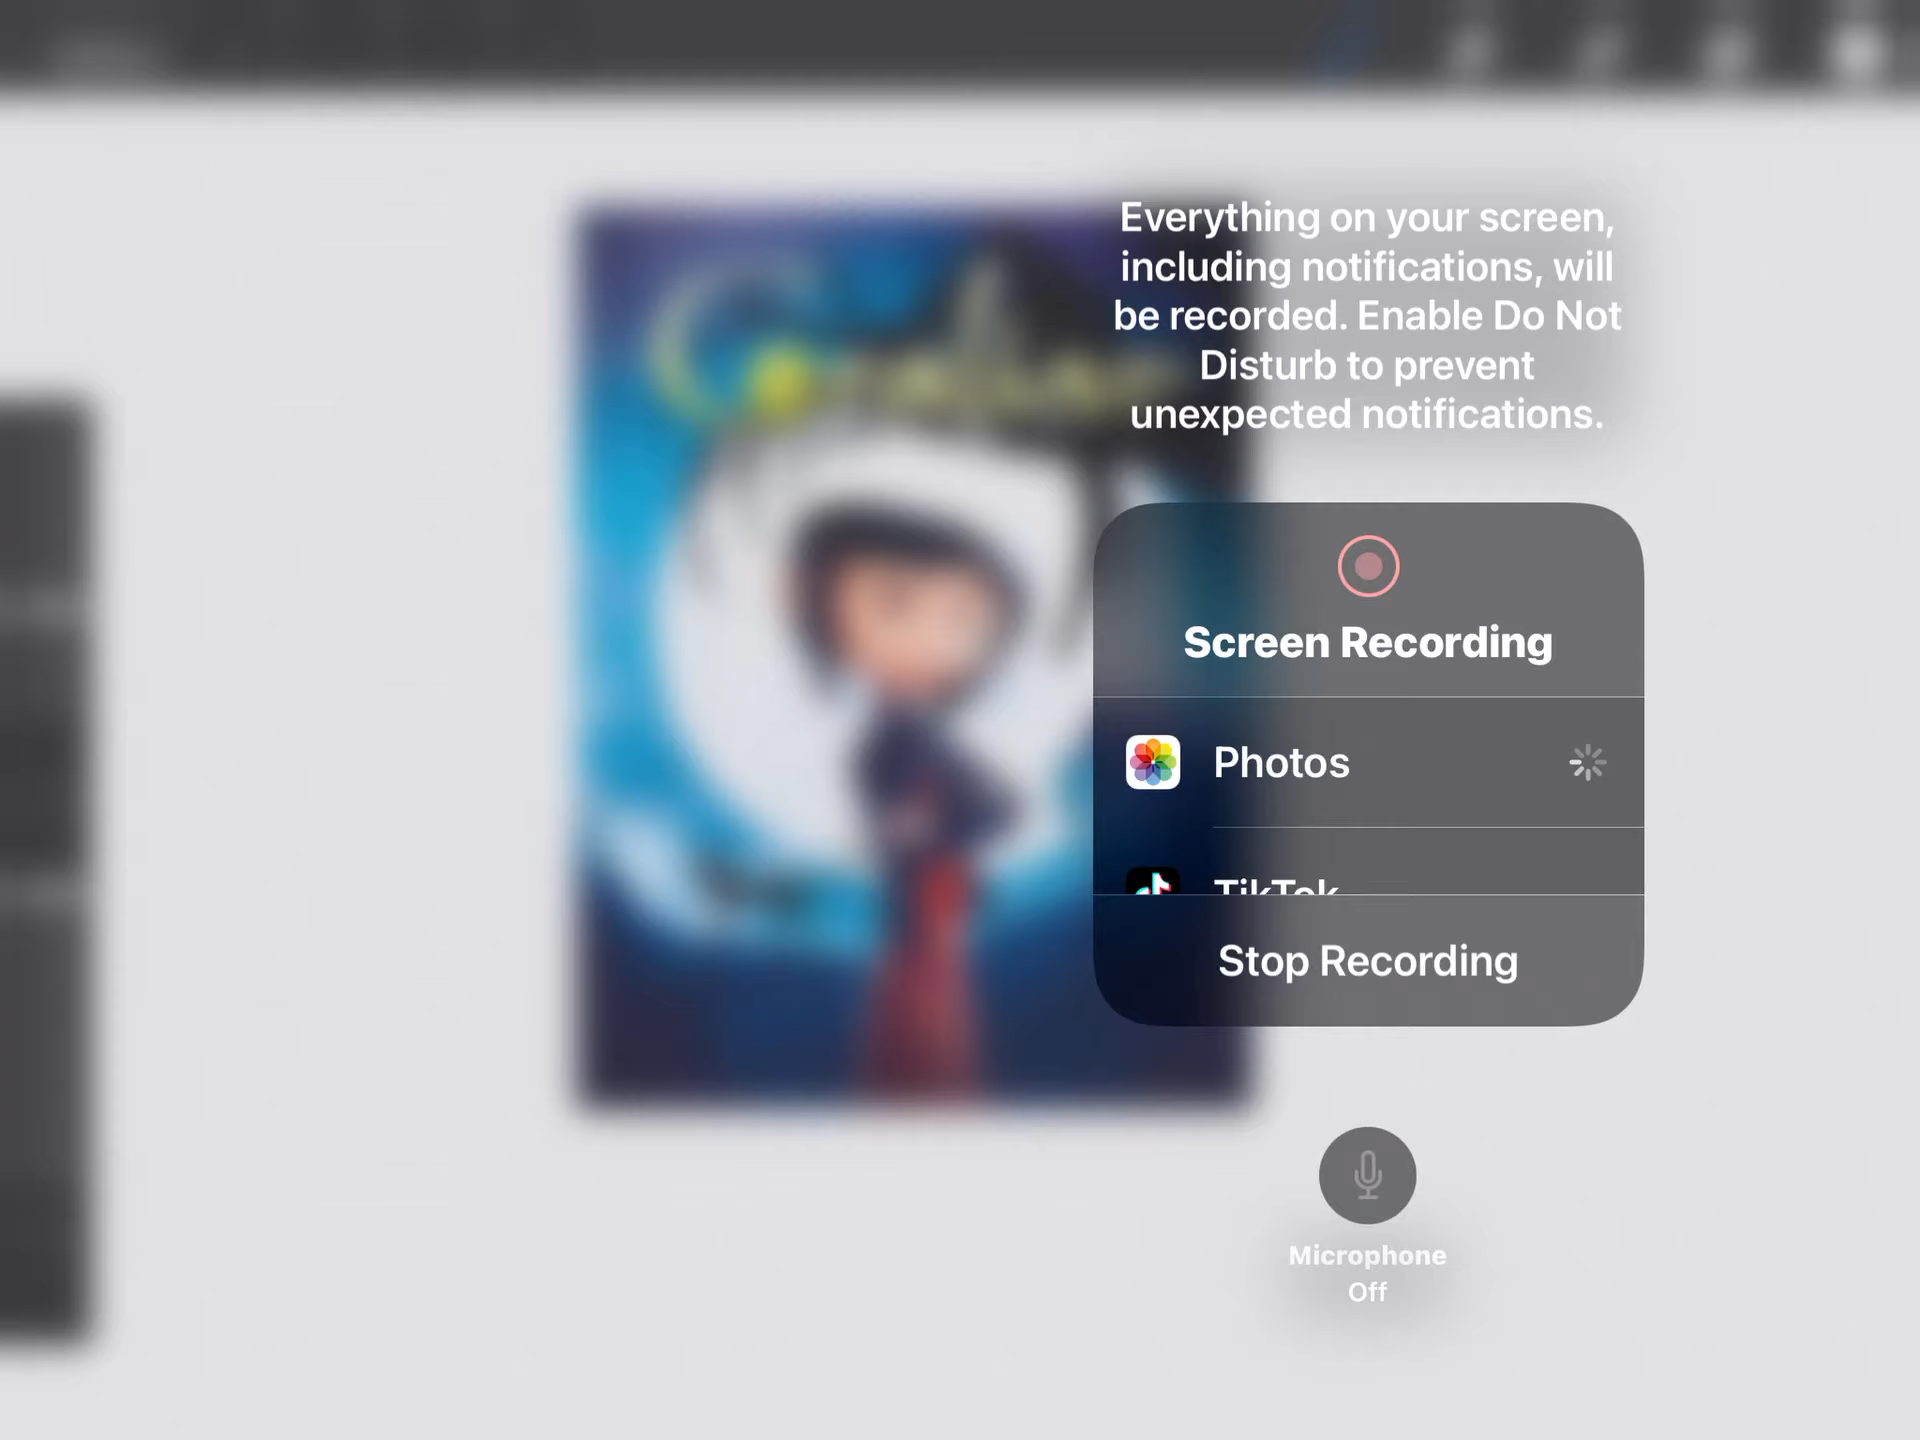 Everything on your screen,
including notifications, will
be recorded. Enable Do Not
Disturb to prevent
unexpected notifications.
Screen Recording
Photos
TikTok
Stop Recording
Microphone
Off